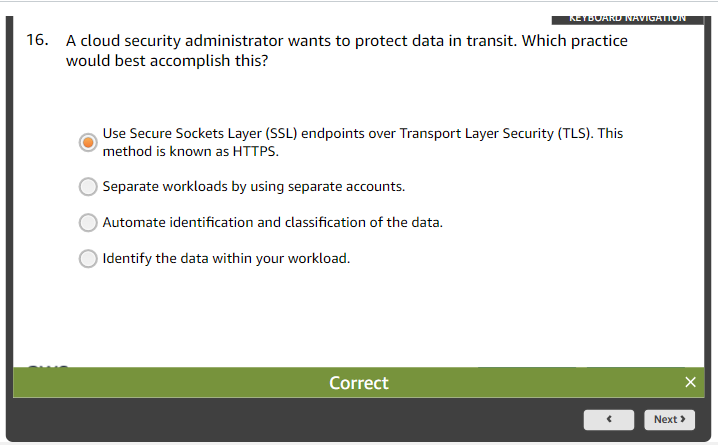 KEYBOARD NAVIGATION
16. A cloud security administrator wants to protect data in transit. Which practice
would best accomplish this?
Use Secure Sockets Layer (SSL) endpoints over Transport Layer Security (TLS). This
method is known as HTTPS.
Separate workloads by using separate accounts.
Automate identification and classification of the data.
Identify the data within your workload.
Correct
Next